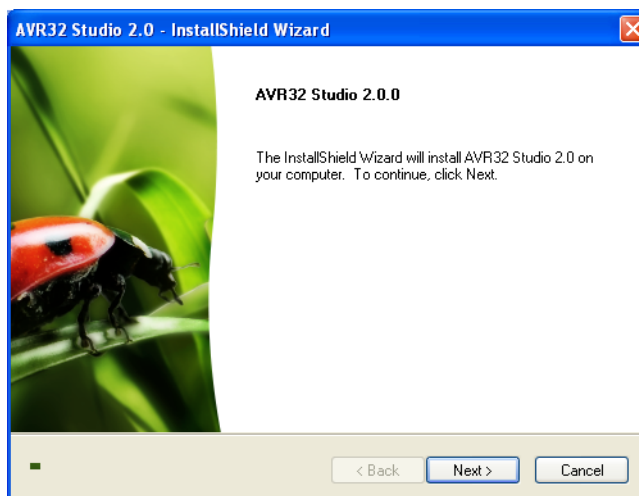 AVR32 Studio 2.0 - InstallShield Wizard
AVR32 Studio 2.0.0
The InstallShield Wizard will install AVR32 Studio 2.0 on
your computer. To continue, click Next.
< Back
Next >
Cancel